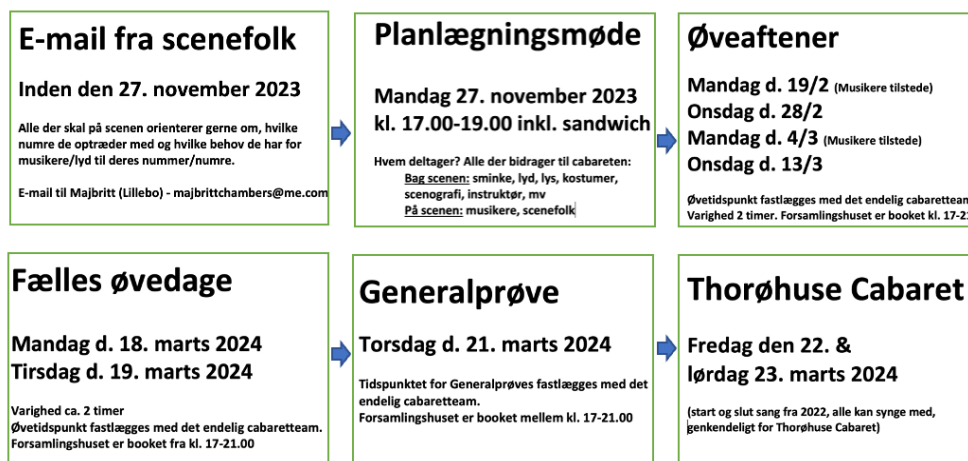 E-mail fra scenefolk
Inden den 27. november 2023
Alle der skal på scenen orienterer gerne om, hvilke
numre de optræder med og hvilke behov de har for
musikere/lyd til deres nummer/numre.
E-mail til Majbritt (Lillebo) - majbrittchambers@me.com
Planlægningsmøde
Mandag 27. november 2023
kl. 17.00-19.00 inkl. sandwich
Hvem deltager? Alle der bidrager til cabareten:
Bag scenen: sminke, lyd, lys, kostumer,
scenografi, instruktør, mv
På scenen: musikere, scenefolk
Øveaftener
Mandag d. 19/2 (Musikere tilstede)
Onsdag d. 28/2
Mandag d. 4/3 (Musikere tilstede)
Onsdag d. 13/3
Øvetidspunkt fastlægges med det endelig cabaretteam
Varighed 2 timer. Forsamlingshuset er booket kl. 17-21
Fælles øvedage
Mandag d. 18. marts 2024
Tirsdag d. 19. marts 2024
Varighed ca. 2 timer
Øvetidspunkt fastlægges med det endelig cabaretteam.
Forsamlingshuset er booket fra kl. 17-21.00
Generalprøve
Torsdag d. 21. marts 2024
Tidspunktet for Generalprøves fastlægges med det
endelig cabaretteam.
Forsamlingshuset er booket mellem kl. 17-21.00
Thorøhuse Cabaret
Fredag den 22. &
lørdag 23. marts 2024
(start og slut sang fra 2022, alle kan synge med,
genkendeligt for Thorøhuse Cabaret)